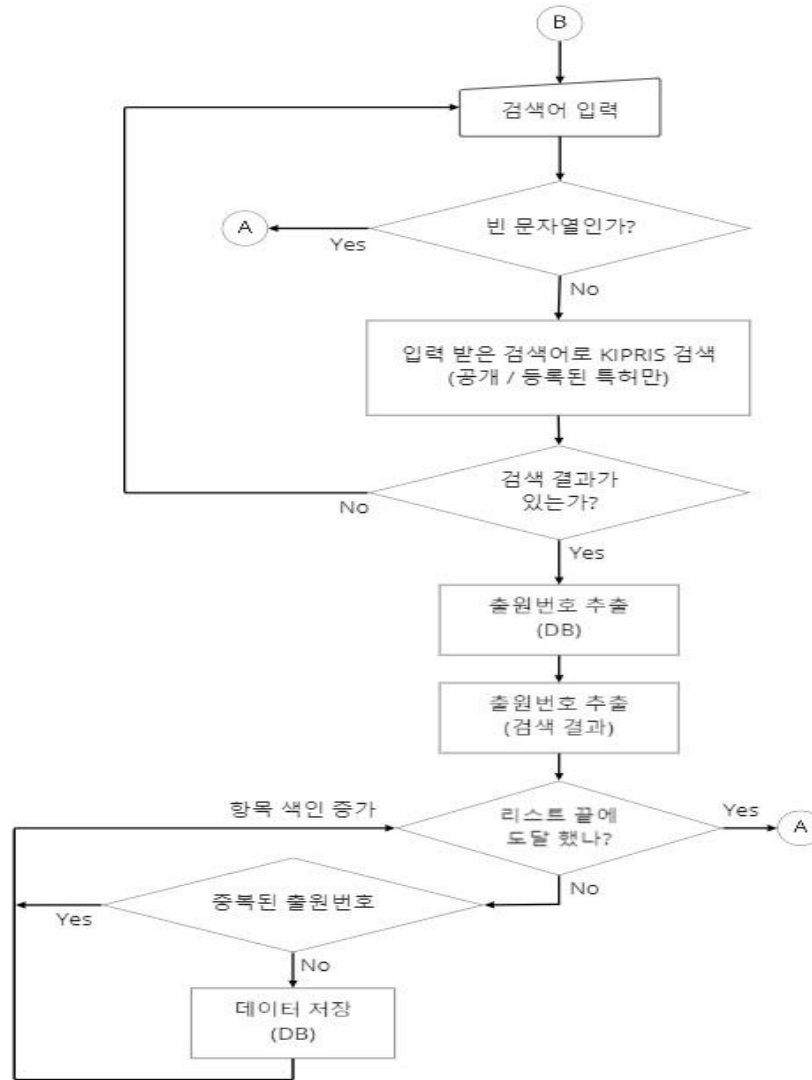 B
검색어 입력
A
빈 문자열인가?
Yes
No
입력 받은 검색어로 KIPRIS 검색
(공개 / 등록된 특허만)
검색 결과가
있는가?
No
Yes
출원번호 추출
(DB)
출원번호 추출
(검색 결과)
항목 색인 증가
리스트 끝에
도달 했나?
Yes
A
No
중복된 출원번호
Yes
No
데이터 저장
(DB)